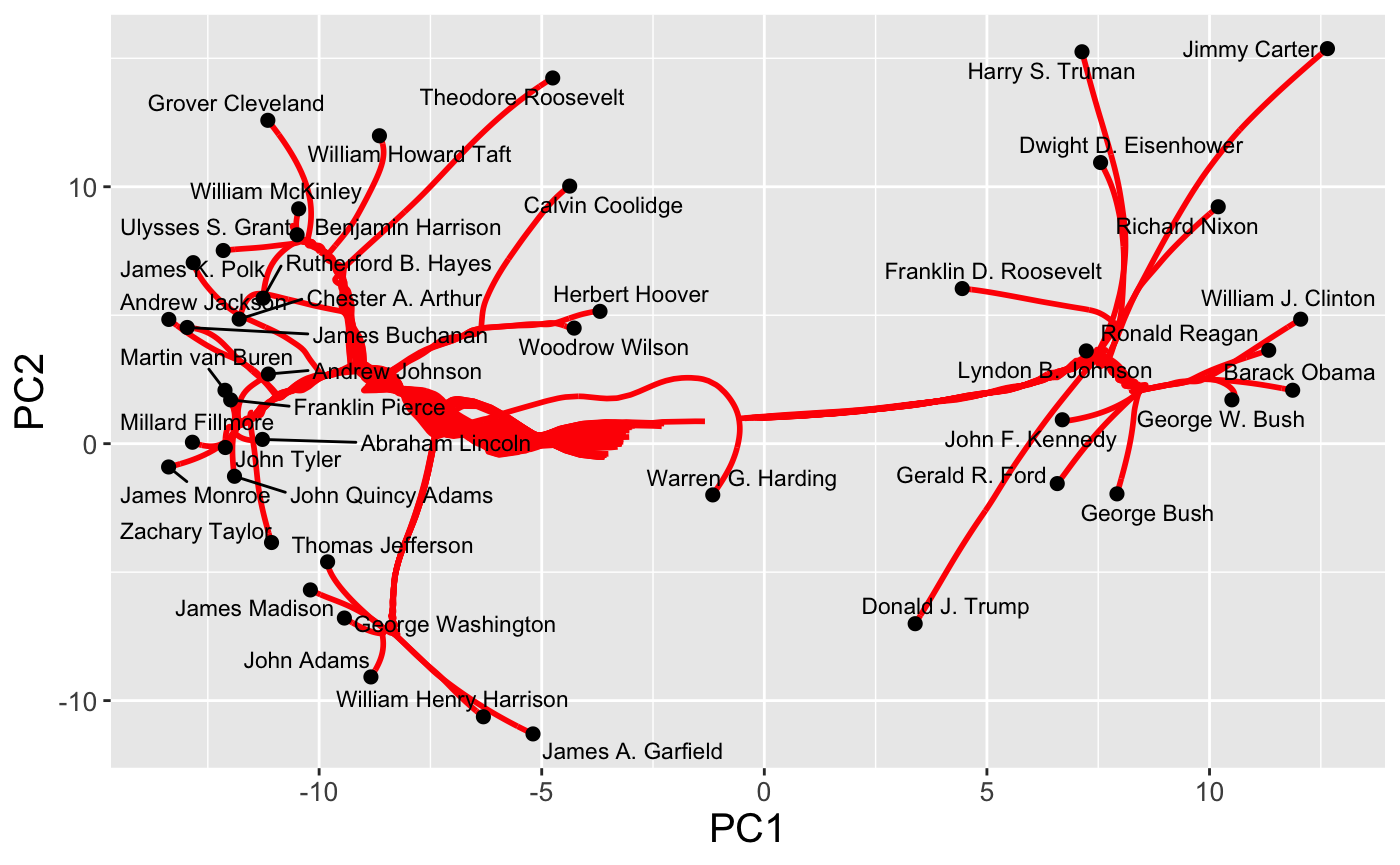 Jimmy Carter
Harry S. Truman
Theodore Roosevelt
Grover Cleveland
Dwight D. Eisenhower
William Howard Taft
William McKinley
Calvin Coolidge
Ulysses S. Grant
Benjamin Harrison
Richard Nixon
James K. Polk
Rutherford B. Hayes
Franklin D. Roosevelt
Andrew Jackson
Chester A. Arthur
Herbert Hoover
William J. Clinton
James Buchanan
Woodrow Wilson
Ronald Reagan
Martin van Buren
Andrew Johnson
Lyndon B. Johnson
Barack Obama
Franklin Pierce
Millard Fillmore
George W. Bush
Abraham Lincoln
John F. Kennedy
John Tyler
Warren G. Harding
Gerald R. Ford
James Monroe
John Quincy Adams
George Bush
Zachary Taylor
Thomas Jefferson
James Madison
George Washington
Donald J. Trump
John Adams
William Henry Harrison
James A. Garfield
10
0
-10
PC2
-10
-5
0
5
10
PC1